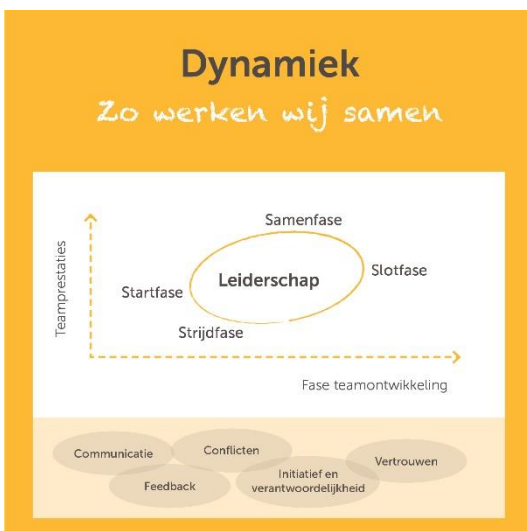 Dynamiek
Zo werken wij samen
Teamprestaties
Samenfase
Leiderschap
Slotfase
Startfase
Strijdfase
Fase teamontwikkeling
Communicatie
Conflicten
Feedback
Initiatief en
verantwoordelijkheid
Vertrouwen